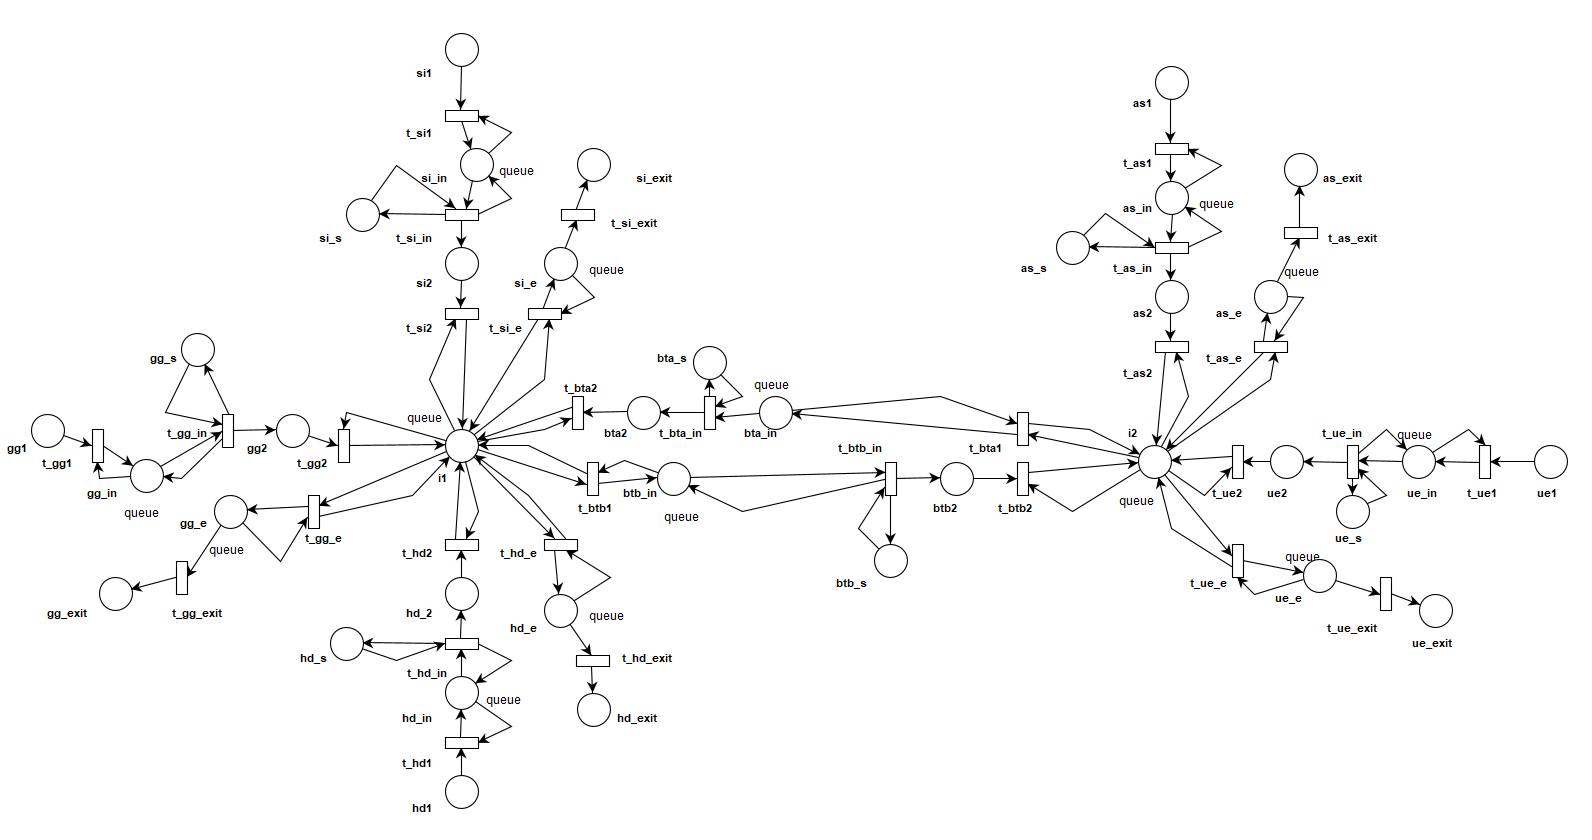 si1
as1
t_si1
t_as1
queue
si_in
si_exit
as_exit
queue
as_in
si_s
t_si_in
t_si_exit
t_as_exit
queue
queue
as_s
t_as_in
si2
si_e
as2
as_e
t_si2
t_si_e
gg_s
bta_s
t_as2
t_as_e
t_bta2
queue
queue
gg1
t_gg1
t_gg_in
gg2
t_gg2
bta2
t_bta_in
bta_in
t_btb_in
t_bta1
i2
t_ue_in
queue
i1
gg_in
btb_in
t_btb1
btb2
t_btb2
queue
t_ue2
ue2
ue_in
t_ue1
ue1
queue
gg_e
queue
queue
t_gg_e
ue_s
t_hd2
t_hd_e
queue
btb_s
t_ue_e
ue_e
gg_exit
t_gg_exit
hd_2
hd_e
queue
t_ue_exit
ue_exit
hd_s
t_hd_in
t_hd_exit
queue
hd_in
hd_exit
t_hd1
hd1